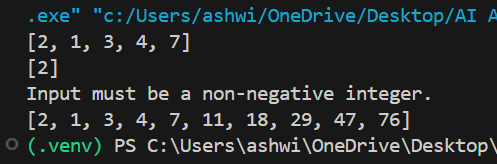 .exe" "c:/Users/ashwi/OneDrive/Desktop/AI A
[2, 1, 3, 4, 7]
[2]
Input must be a non-negative integer.
[2, 1, 3, 4, 7, 11, 18, 29, 47, 76]
(.venv) PS C:\Users\ashwi\OneDrive\Desktop\